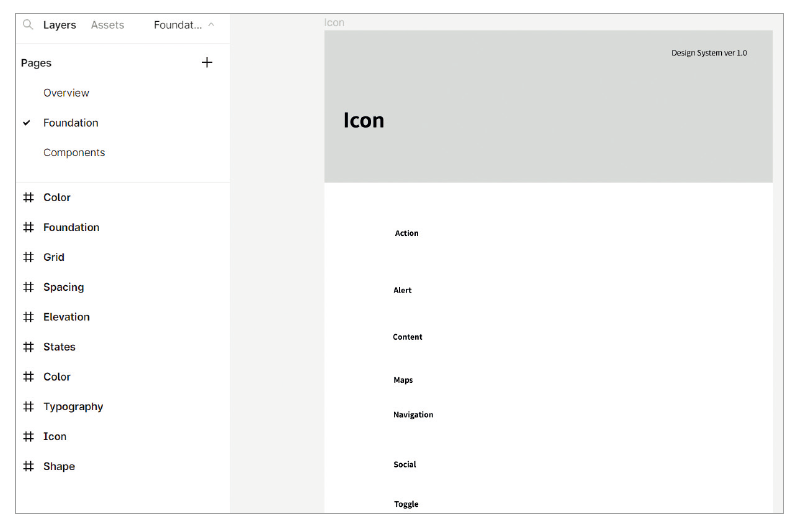 Layers Assets Foundat...
Pages
Overview
Foundation
Components
Color
Foundation
Grid
Spacing
Elevation
States
Color
Typography
Icon
Shape
Icon
Design System ver 1.0
Icon
Action
Alert
Content
Maps
Navigation
Social
Toggle